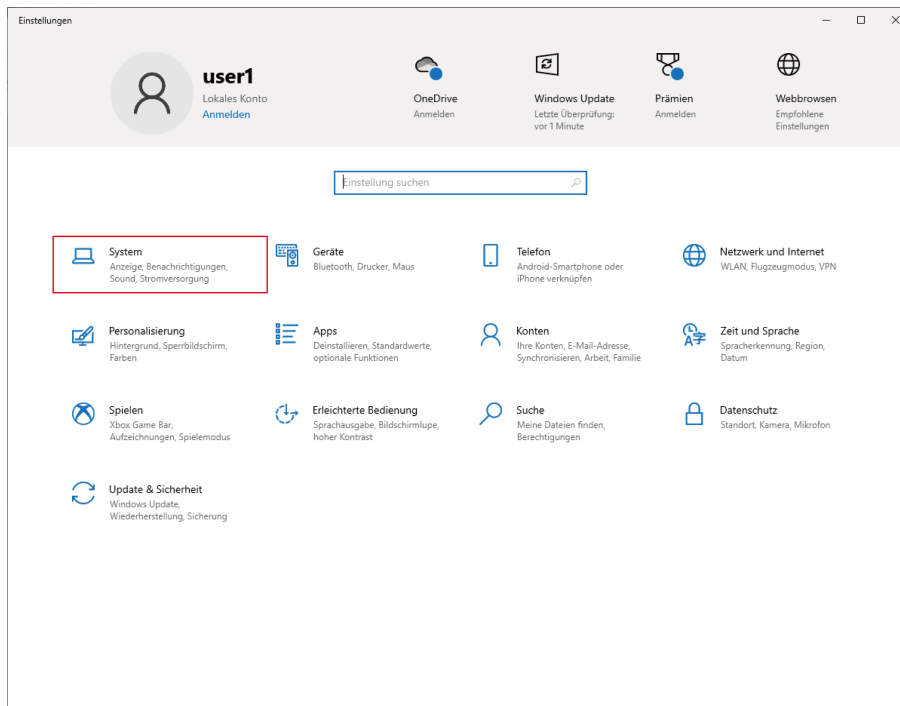 Einstellungen
user1
Lokales Konto
Anmelden
OneDrive
Anmelden
Windows Update
Letzte Überprüfung:
vor 1 Minute
Prämien
Anmelden
Webbrowsen
Empfohlene
Einstellungen
Einstellung suchen
System
Anzeige, Benachrichtigungen,
Sound, Stromversorgung
Geräte
Bluetooth, Drucker, Maus
Telefon
Android-Smartphone oder
iPhone verknüpfen
Netzwerk und Internet
WLAN, Flugzeugmodus, VPN
Personalisierung
Hintergrund, Sperrbildschirm,
Farben
Apps
Deinstallieren, Standardwerte,
optionale Funktionen
Konten
Ihre Konten, E-Mail-Adresse,
Synchronisieren, Arbeit, Familie
Zeit und Sprache
Spracherkennung, Region,
Datum
Spielen
Xbox Game Bar,
Aufzeichnungen, Spielemodus
Erleichterte Bedienung
Sprachausgabe, Bildschirmlupe,
hoher Kontrast
Suche
Meine Dateien finden,
Berechtigungen
Datenschutz
Standort, Kamera, Mikrofon
Update & Sicherheit
Windows Update,
Wiederherstellung, Sicherung